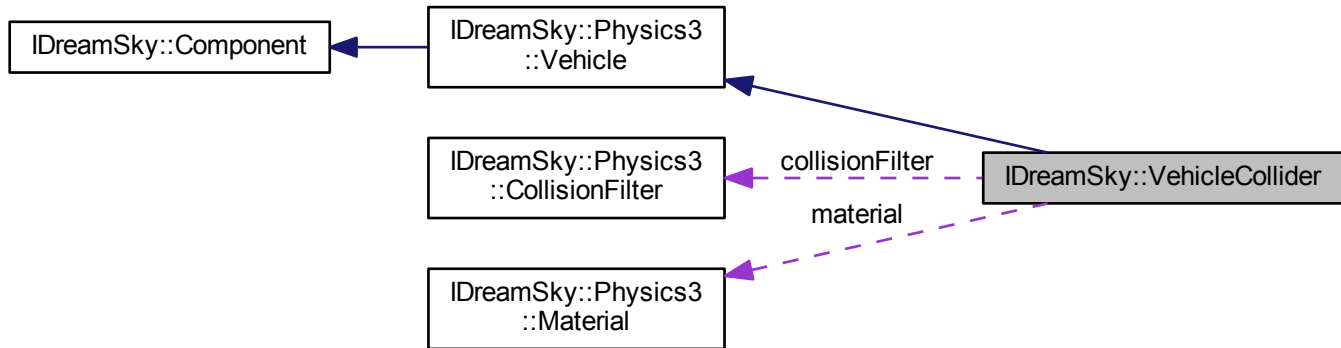 IDreamSky::Component
IDreamSky::Physics3
::Vehicle
IDreamSky::Physics3
::CollisionFilter
collisionFilter
IDreamSky::VehicleCollider
material
IDreamSky::Physics3
::Material